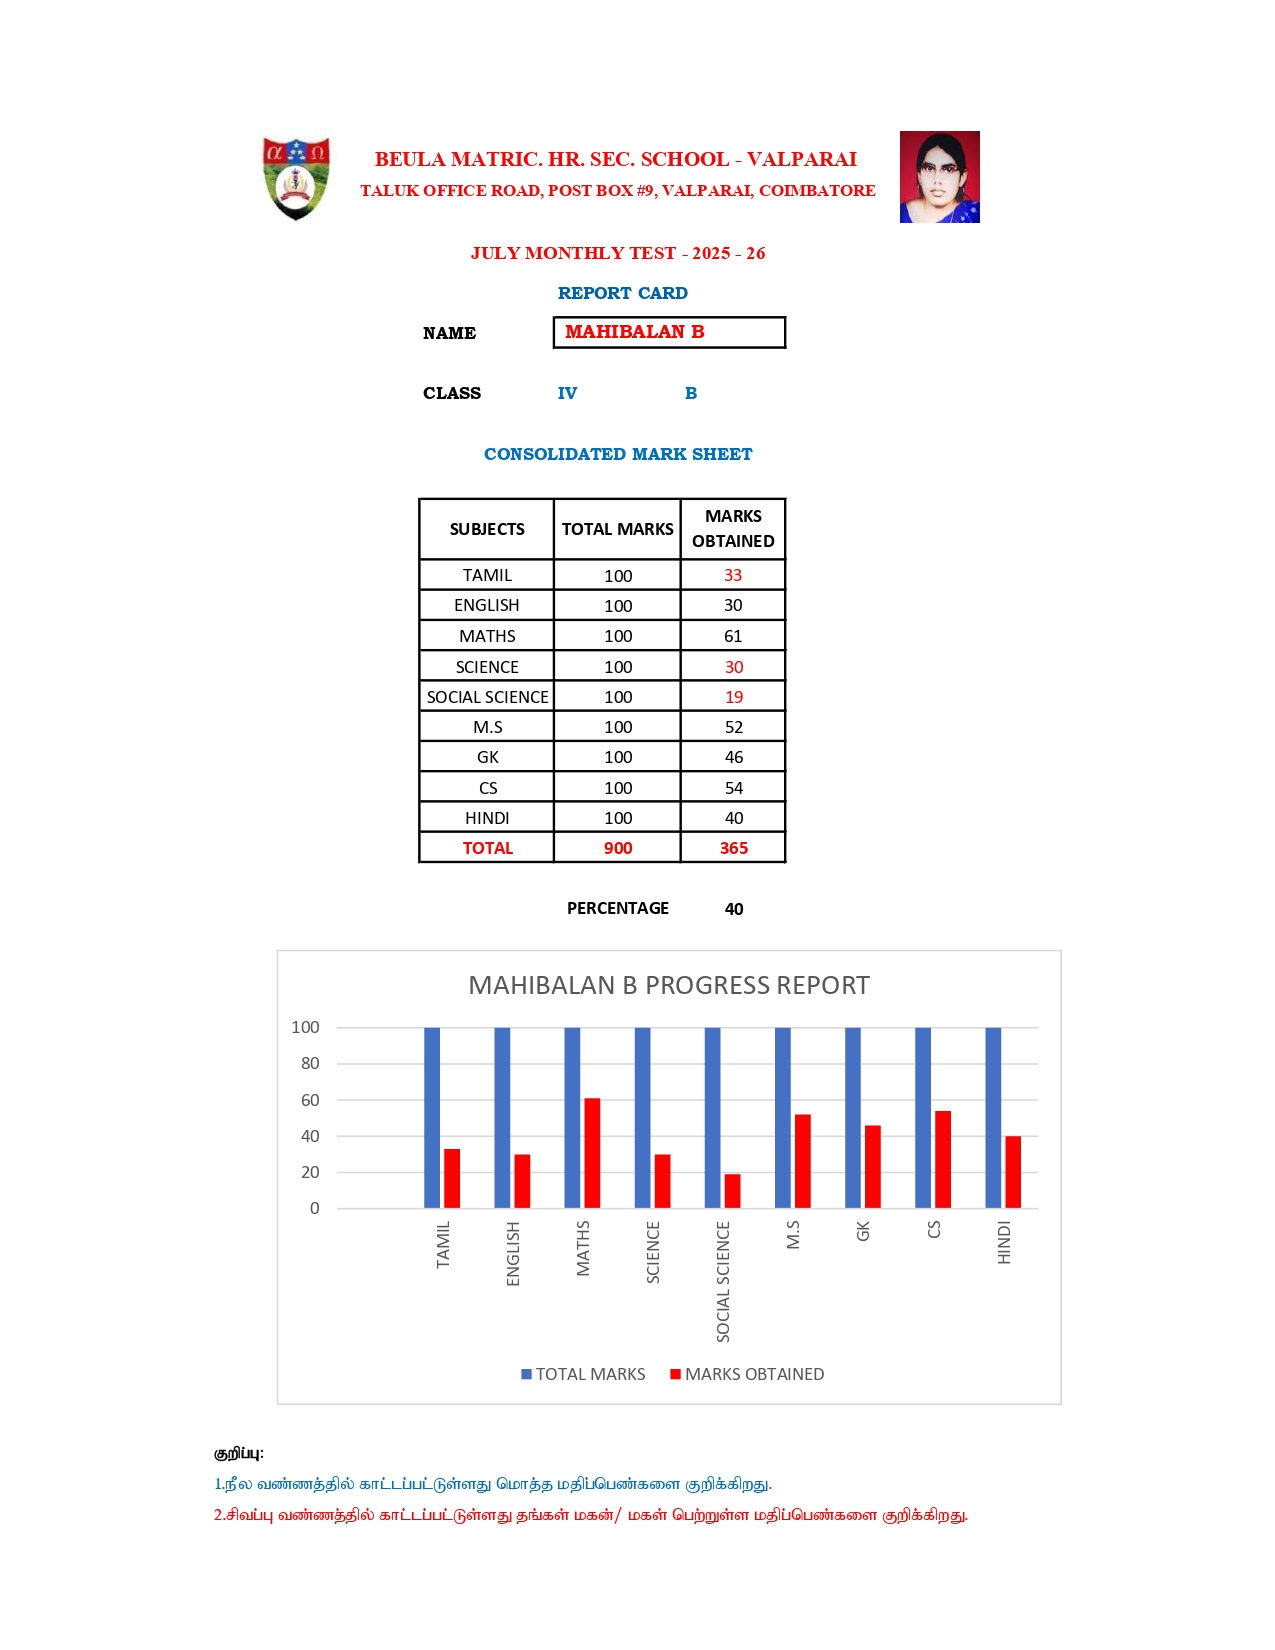 α Ω
BEULA MATRIC. HR. SEC. SCHOOL - VALPARAI
TALUK OFFICE ROAD, POST BOX #9, VALPARAI, COIMBATORE
JULY MONTHLY TEST - 2025 - 26
REPORT CARD
NAME MAHIBALAN B
CLASS IV B
CONSOLIDATED MARK SHEET
SUBJECTS TOTAL MARKS MARKS OBTAINED
TAMIL 100 33
ENGLISH 100 30
MATHS 100 61
SCIENCE 100 30
SOCIAL SCIENCE 100 19
M.S 100 52
GK 100 46
CS 100 54
HINDI 100 40
TOTAL 900 365
PERCENTAGE 40
MAHIBALAN B PROGRESS REPORT
100
80
60
40
20
0
TAMIL ENGLISH MATHS SCIENCE SOCIAL SCIENCE M.S GK CS HINDI
TOTAL MARKS MARKS OBTAINED
குறிப்பு:
1.நீல வண்ணத்தில் காட்டப்பட்டுள்ளது மொத்த மதிப்பெண்களை குறிக்கிறது.
2.சிவப்பு வண்ணத்தில் காட்டப்பட்டுள்ளது தங்கள் மகன்/ மகள் பெற்றுள்ள மதிப்பெண்களை குறிக்கிறது.